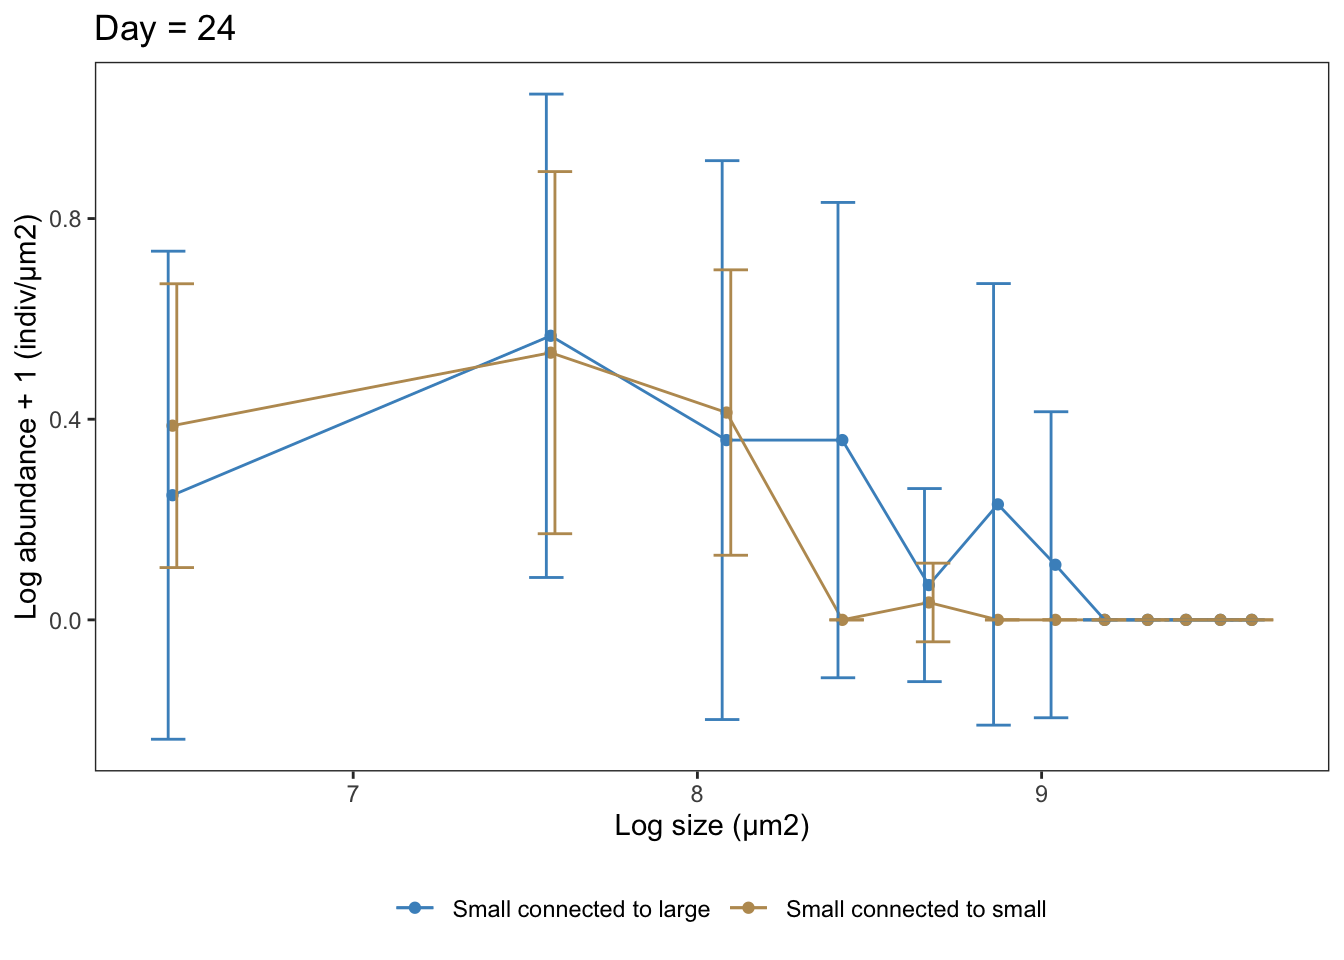 Day = 24
Log abundance + 1 (indiv/µm2)
0.8
0.4
0.0
7 8 9
Log size (µm2)
Small connected to large Small connected to small